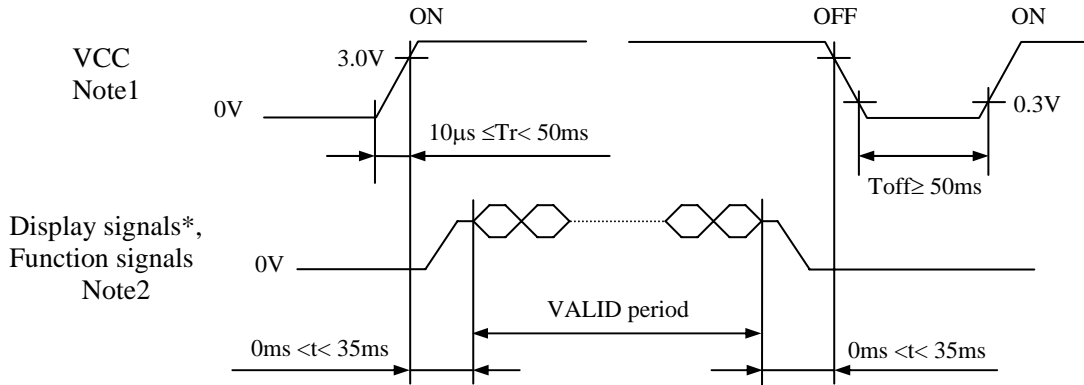 ON
OFF
ON
VCC
Note1
3.0V
0V
0.3V
10μs ≤Tr< 50ms
Toff≥ 50ms
Display signals*,
Function signals
Note2
0V
VALID period
0ms <t< 35ms
0ms <t< 35ms